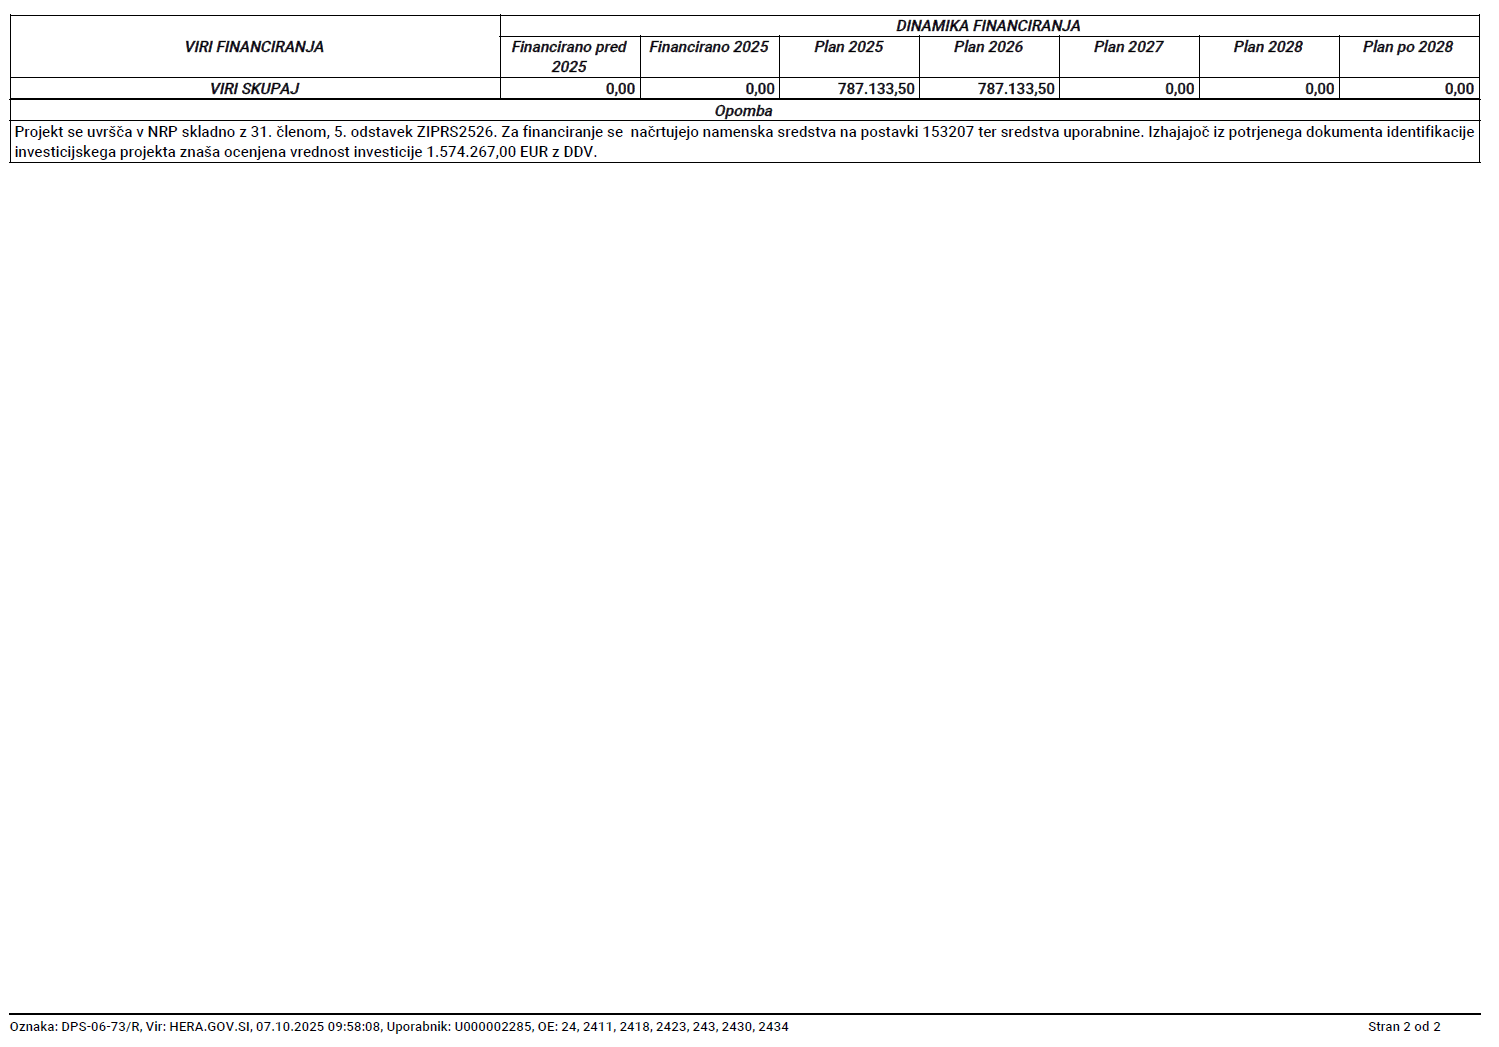 VIRI FINANCIRANJA
DINAMIKA FINANCIRANJA
Financirano pred 2025
Financirano 2025
Plan 2025
Plan 2026
Plan 2027
Plan 2028
Plan po 2028
VIRI SKUPAJ 0,00 0,00 787.133,50 787.133,50 0,00 0,00 0,00
Opomba
Projekt se uvršča v NRP skladno z 31. členom, 5. odstavek ZIPRS2526. Za financiranje se  načrtujejo namenska sredstva na postavki 153207 ter sredstva uporabnine. Izhajajoč iz potrjenega dokumenta identifikacije
investicijskega projekta znaša ocenjena vrednost investicije 1.574.267,00 EUR z DDV.
Oznaka: DPS-06-73/R, Vir: HERA.GOV.SI, 07.10.2025 09:58:08, Uporabnik: U000002285, OE: 24, 2411, 2418, 2423, 243, 2430, 2434
Stran 2 od 2